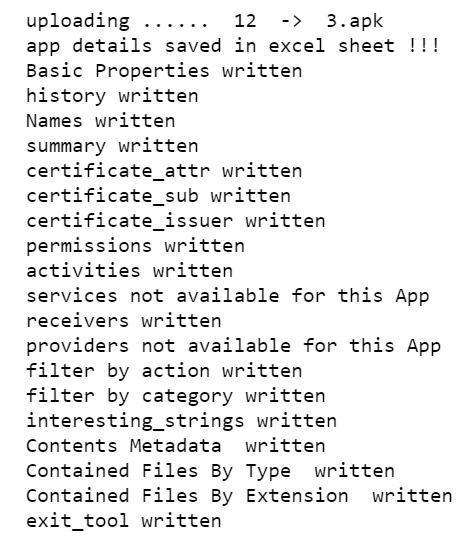 uploading ......  12  ->  3.apk
app details saved in excel sheet !!!
Basic Properties written
history written
Names written
summary written
certificate_attr written
certificate_sub written
certificate_issuer written
permissions written
activities written
services not available for this App
receivers written
providers not available for this App
filter by action written
filter by category written
interesting_strings written
Contents Metadata  written
Contained Files By Type  written
Contained Files By Extension  written
exit_tool written